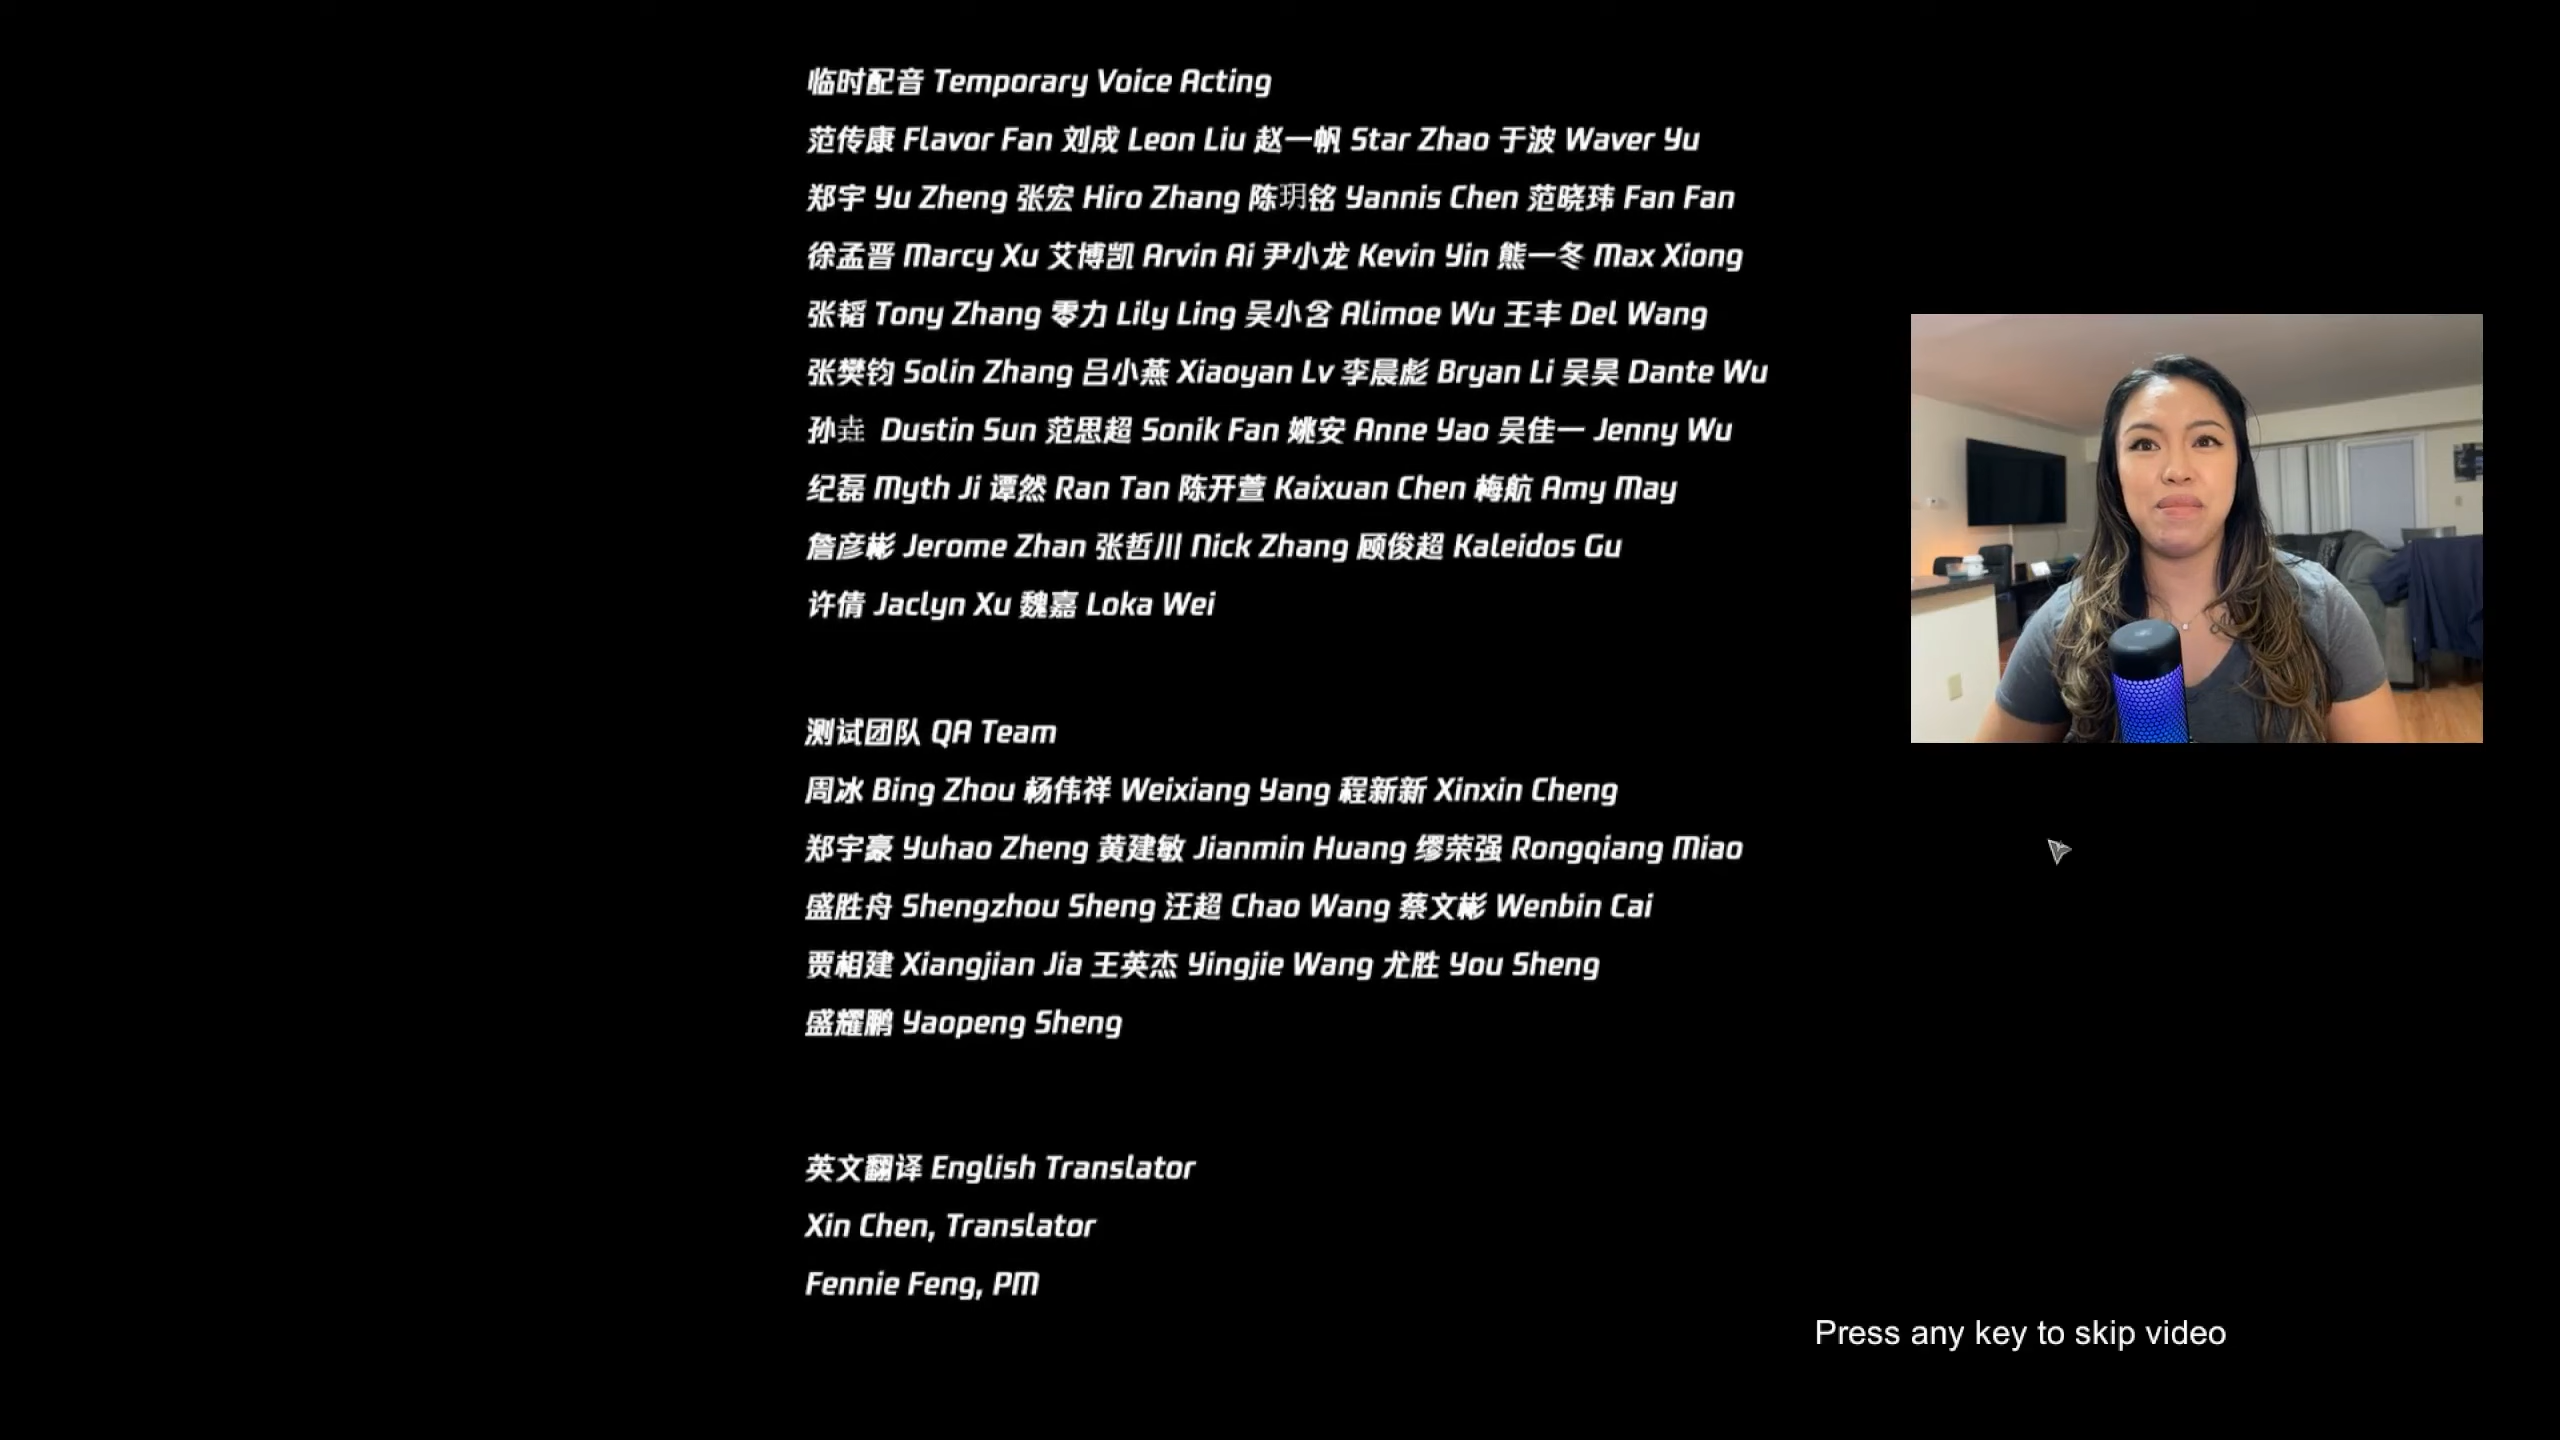 临时配音 Temporary Voice Acting
范传康 Flavor Fan 刘成 Leon Liu 赵一帆 Star Zhao 于波 Waver Yu
郑宇 Yu Zheng 张宏 Hiro Zhang 陈玥铭 Yannis Chen 范晓玮 Fan Fan
徐孟晋 Marcy Xu 艾博凯 Arvin Ai 尹小龙 Kevin Yin 熊一冬 Max Xiong
张韬 Tony Zhang 零力 Lily Ling 吴小含 Alimoe Wu 王丰 Del Wang
张樊钧 Solin Zhang 吕小燕 Xiaoyan Lv 李晨彪 Bryan Li 吴昊 Dante Wu
孙垚 Dustin Sun 范思超 Sonik Fan 姚安 Anne Yao 吴佳一 Jenny Wu
纪磊 Myth Ji 谭然 Ran Tan 陈开萱 Kaixuan Chen 梅航 Amy May
詹彦彬 Jerome Zhan 张哲川 Nick Zhang 顾俊超 Kaleidos Gu
许倩 Jaclyn Xu 魏嘉 Loka Wei
测试团队 QA Team
周冰 Bing Zhou 杨伟祥 Weixiang Yang 程新新 Xinxin Cheng
郑宇豪 Yuhao Zheng 黄建敏 Jianmin Huang 缪荣强 Rongqiang Miao
盛胜舟 Shengzhou Sheng 汪超 Chao Wang 蔡文彬 Wenbin Cai
贾相建 Xiangjian Jia 王英杰 Yingjie Wang 尤胜 You Sheng
盛耀鹏 Yaopeng Sheng
英文翻译 English Translator
Xin Chen, Translator
Fennie Feng, PM
Press any key to skip video